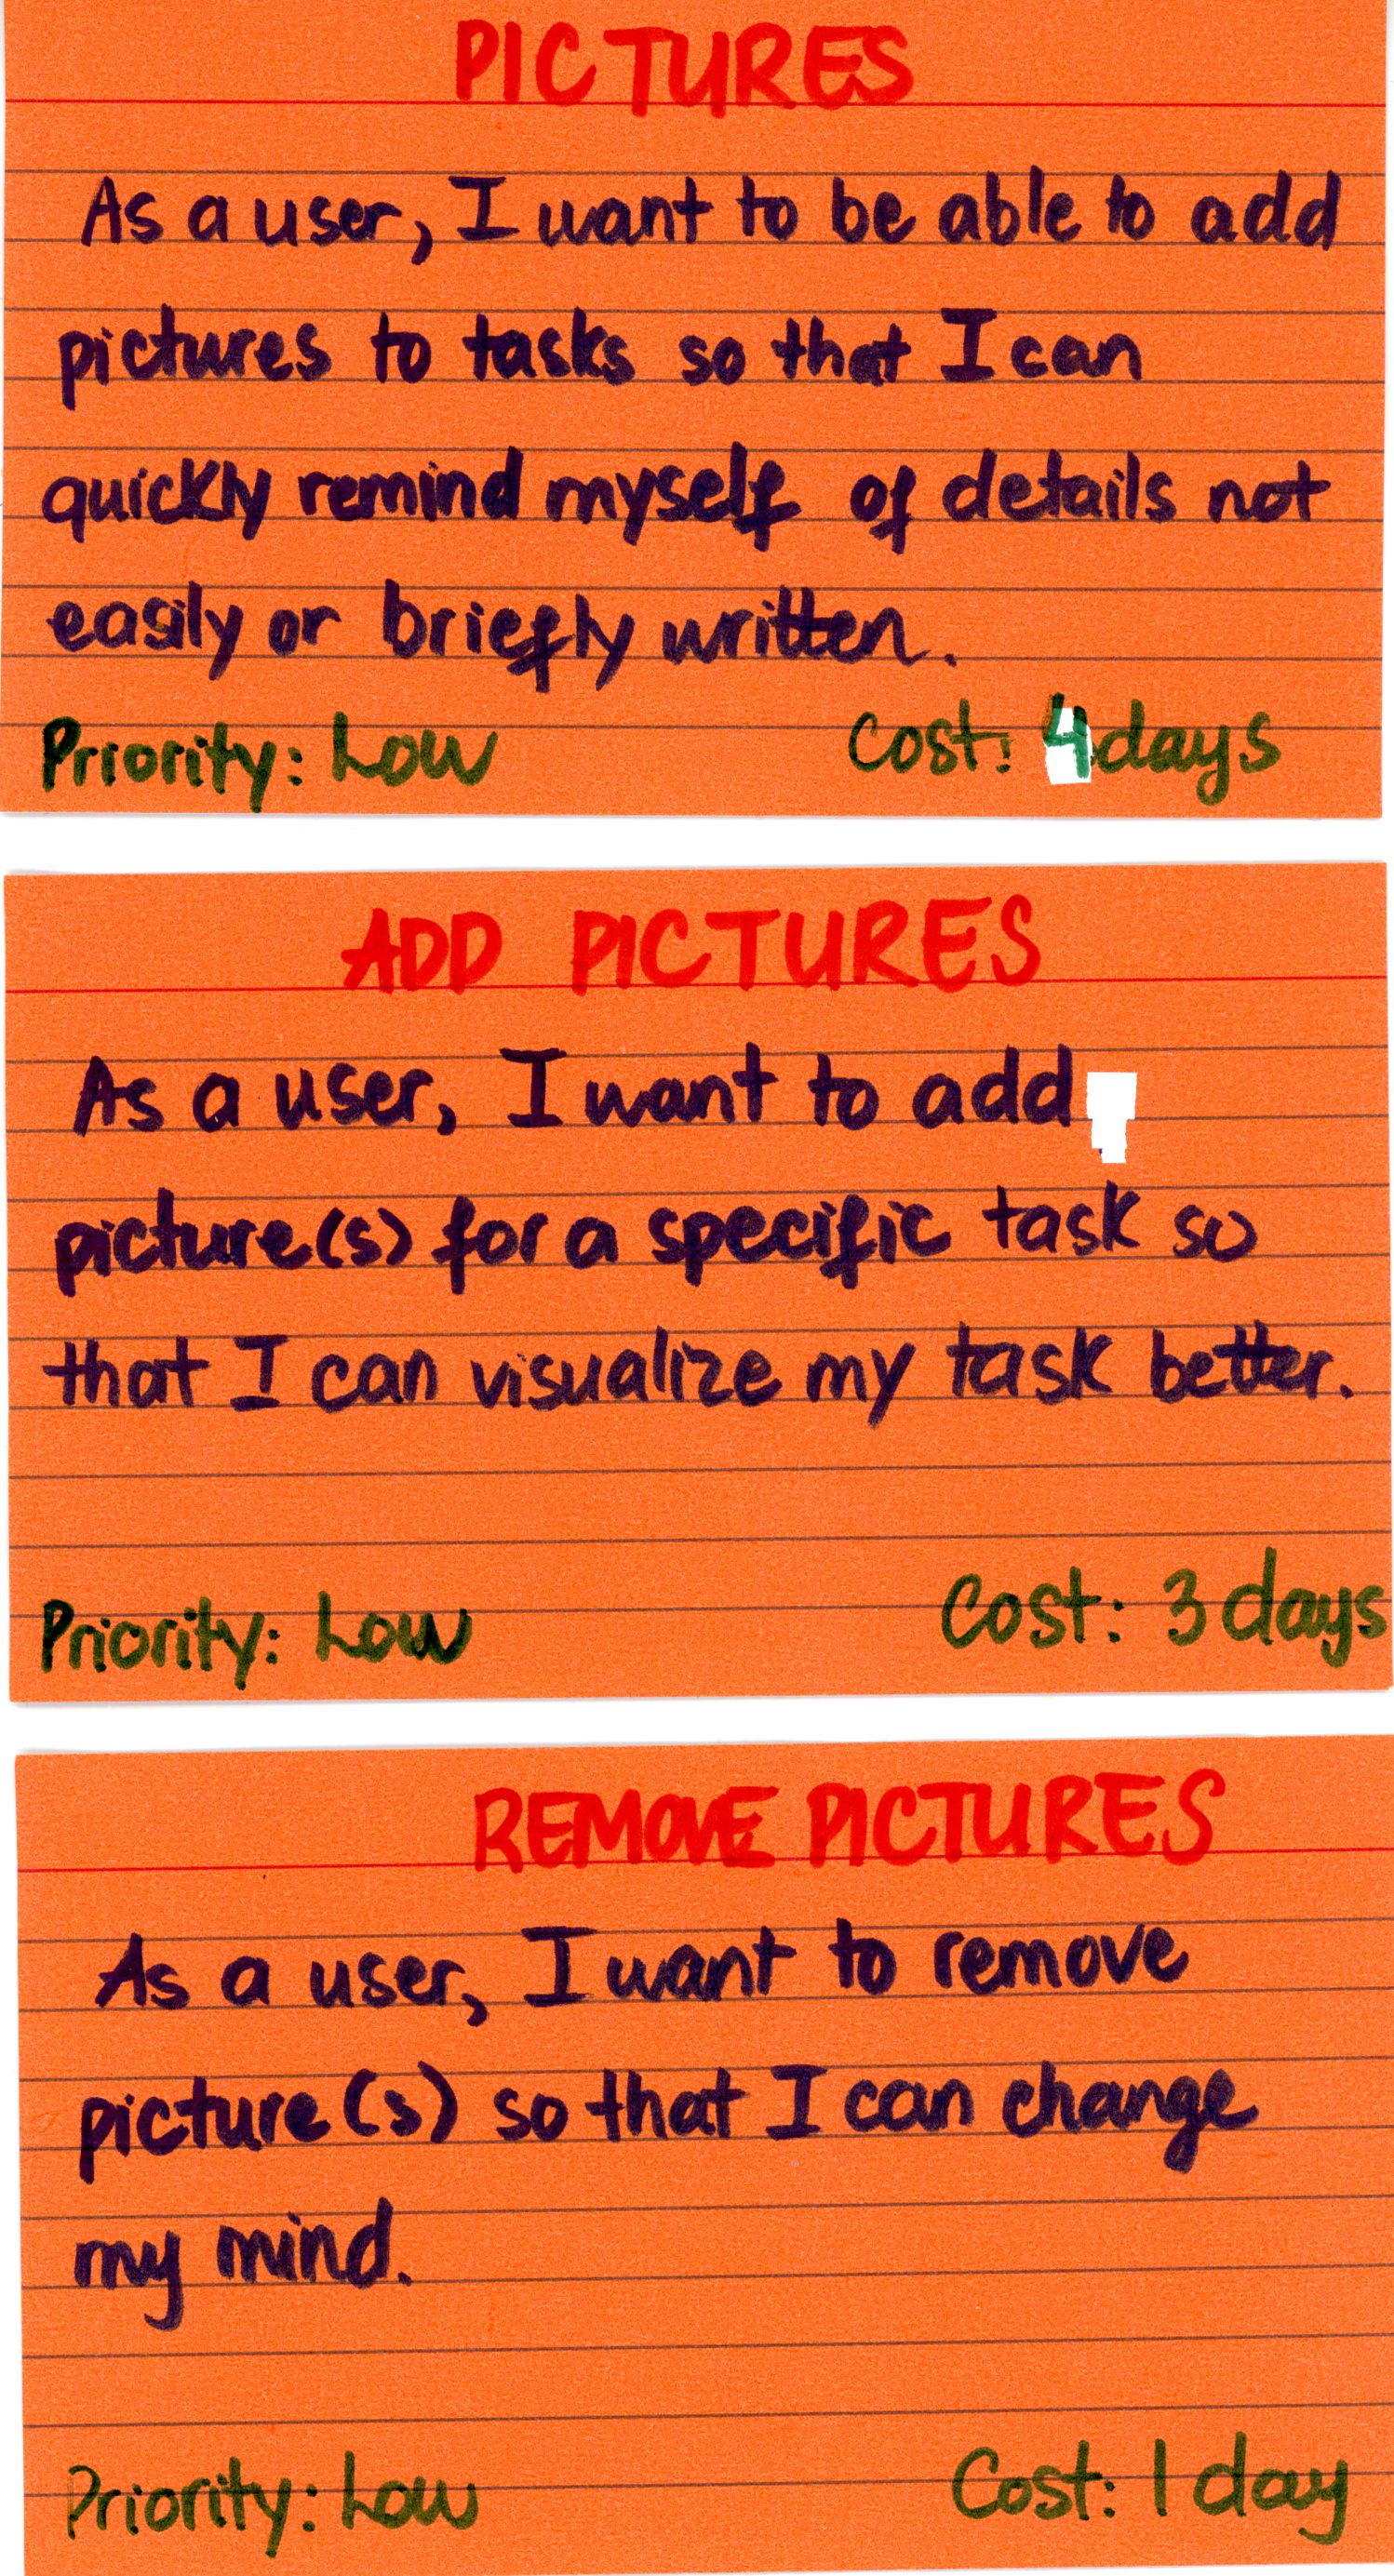 PICTURES
As a user, I want to be able to add
pictures to tasks so that I can
quickly remind myself of details not
easily or briefly written.
Priority: Low Cost: 4 days
ADD PICTURES
As a user, I want to add
picture(s) for a specific task so
that I can visualize my task better.
Priority: Low Cost: 3 days
REMOVE PICTURES
As a user, I want to remove
picture(s) so that I can change
my mind.
Priority: Low Cost: 1 day